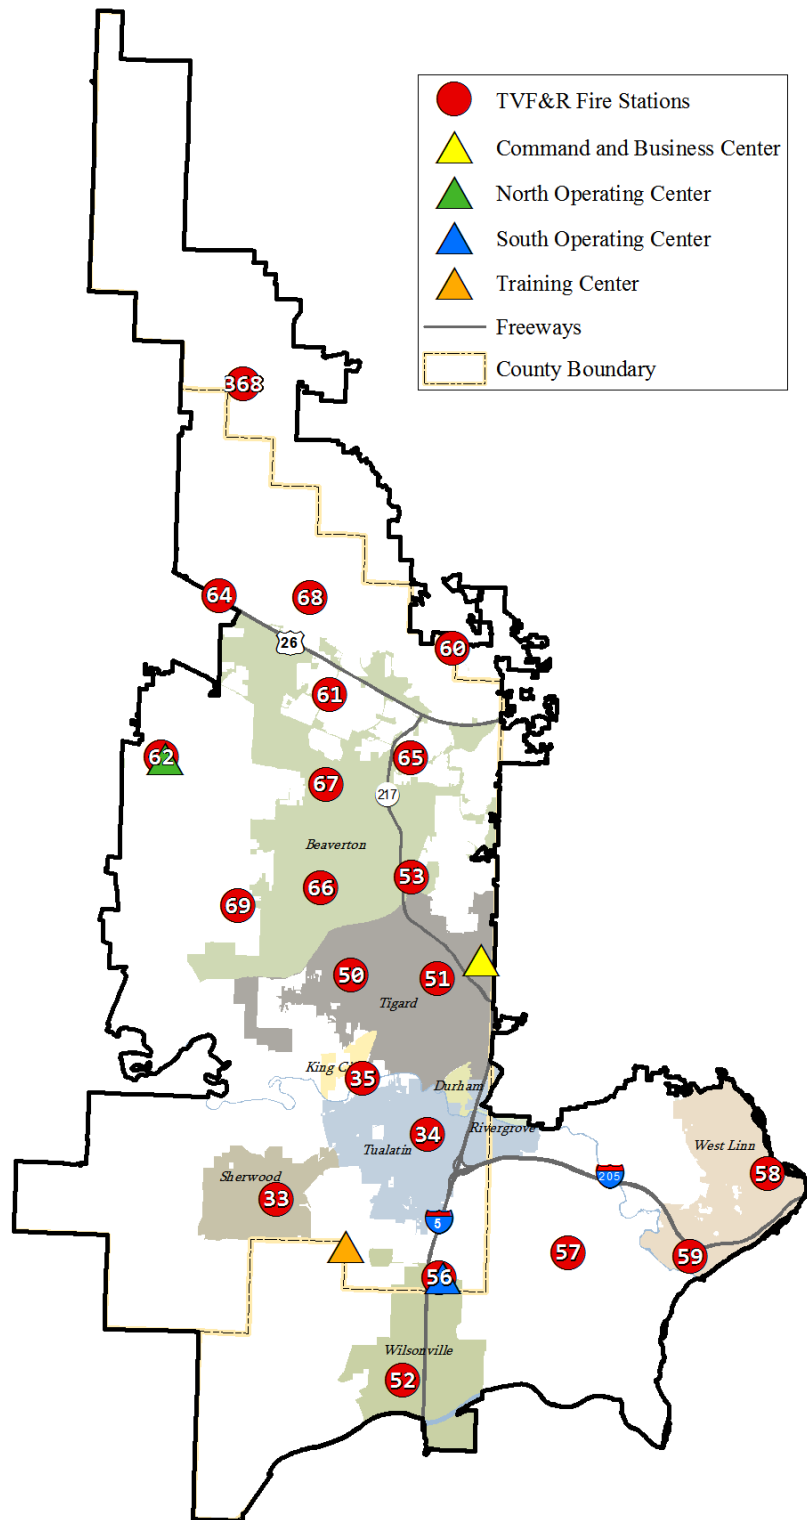 TVF&R Fire Stations
Command and Business Center
North Operating Center
South Operating Center
Training Center
Freeways
County Boundary
368
64
68
26
60
61
62
65
67
217
Beaverton
53
66
69
50
51
Tigard
King C
35
Durham
34
Rivergrove
Tualatin
West Linn
58
Sherwood
205
33
5
57
59
56
Wilsonville
52